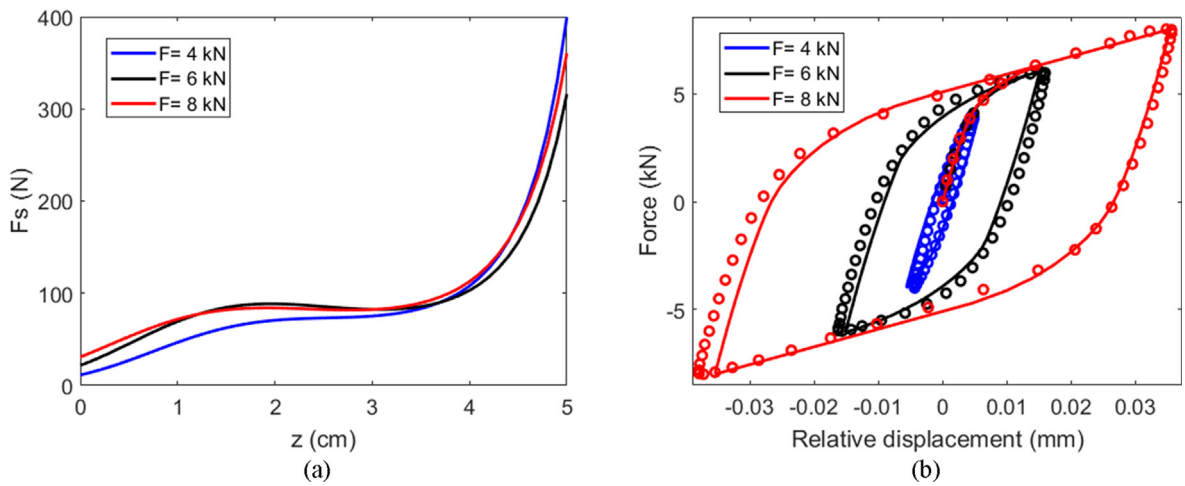 400
300
200
100
0
Fs (N)
F= 4 kN
F= 6 kN
F= 8 kN
0 1 2 3 4 5
z (cm)
(a)
5
0
-5
Force (kN)
F= 4 kN
F= 6 kN
F= 8 kN
-0.03 -0.02 -0.01 0 0.01 0.02 0.03
Relative displacement (mm)
(b)